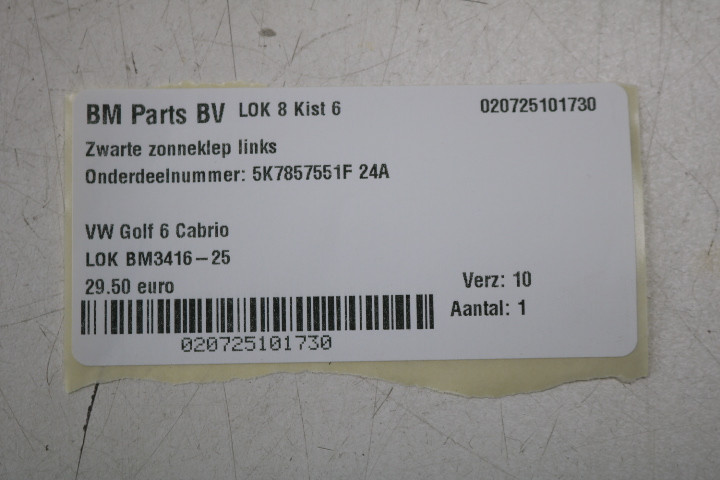 BM Parts BV LOK 8 Kist 6 020725101730
Zwarte zonneklep links
Onderdeelnummer: 5K7857551F 24A
VW Golf 6 Cabrio
LOK BM3416-25
29.50 euro Verz: 10
Aantal: 1
020725101730